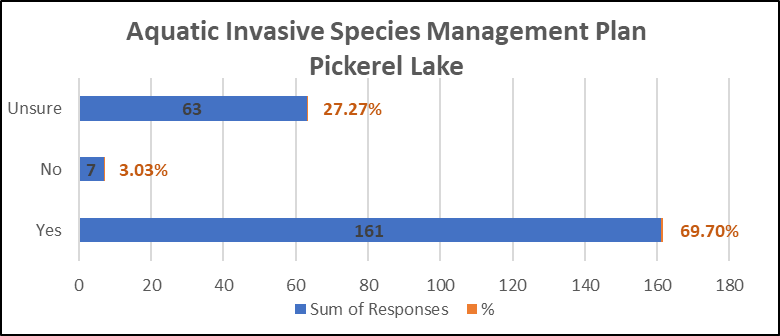 Aquatic Invasive Species Management Plan
Pickerel Lake
Unsure 63 27.27%
No 7 3.03%
Yes 161 69.70%
0 20 40 60 80 100 120 140 160 180
Sum of Responses %